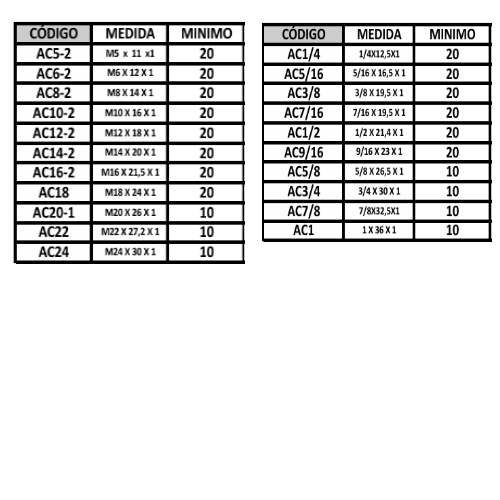 CÓDIGO MEDIDA MINIMO
AC5-2 M5 x 11 x1 20
AC6-2 M6 X 12 X 1 20
AC8-2 M8 X 14 X 1 20
AC10-2 M10 X 16 X 1 20
AC12-2 M12 X 18 X 1 20
AC14-2 M14 X 20 X 1 20
AC16-2 M16 X 21,5 X 1 20
AC18 M18 X 24 X 1 20
AC20-1 M20 X 26 X 1 10
AC22 M22 X 27,2 X 1 10
AC24 M24 X 30 X 1 10
CÓDIGO MEDIDA MINIMO
AC1/4 1/4X12,5X1 20
AC5/16 5/16 X 16,5 X 1 20
AC3/8 3/8 X 19,5 X 1 20
AC7/16 7/16 X 19,5 X 1 20
AC1/2 1/2 X 21,4 X 1 20
AC9/16 9/16 X 23 X 1 20
AC5/8 5/8 X 26,5 X 1 10
AC3/4 3/4 X 30 X 1 10
AC7/8 7/8X32,5X1 10
AC1 1 X 36 X 1 10